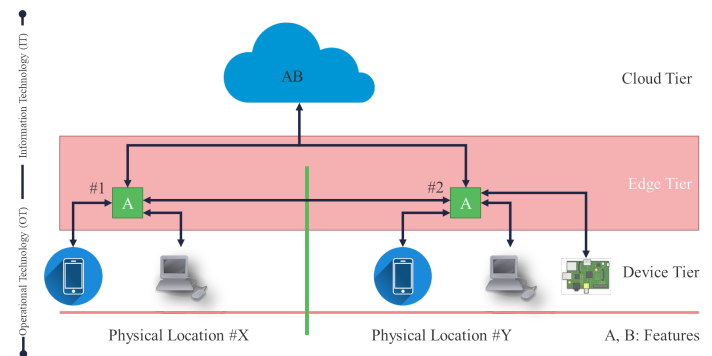 Information Technology (IT)
Operational Technology (OT)
AB
Cloud Tier
Edge Tier
#1
A
#2
A
Device Tier
Physical Location #X
Physical Location #Y
A, B: Features